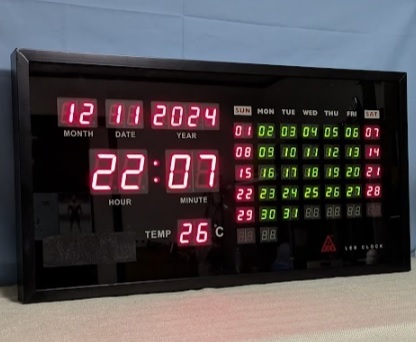 12 11 2024
MONTH DATE YEAR
22:07
HOUR MINUTE
TEMP 26°C
SUN MON TUE WED THU FRI SAT
01 02 03 04 05 06 07
08 09 10 11 12 13 14
15 16 17 18 19 20 21
22 23 24 25 26 27 28
29 30 31
LED CLOCK